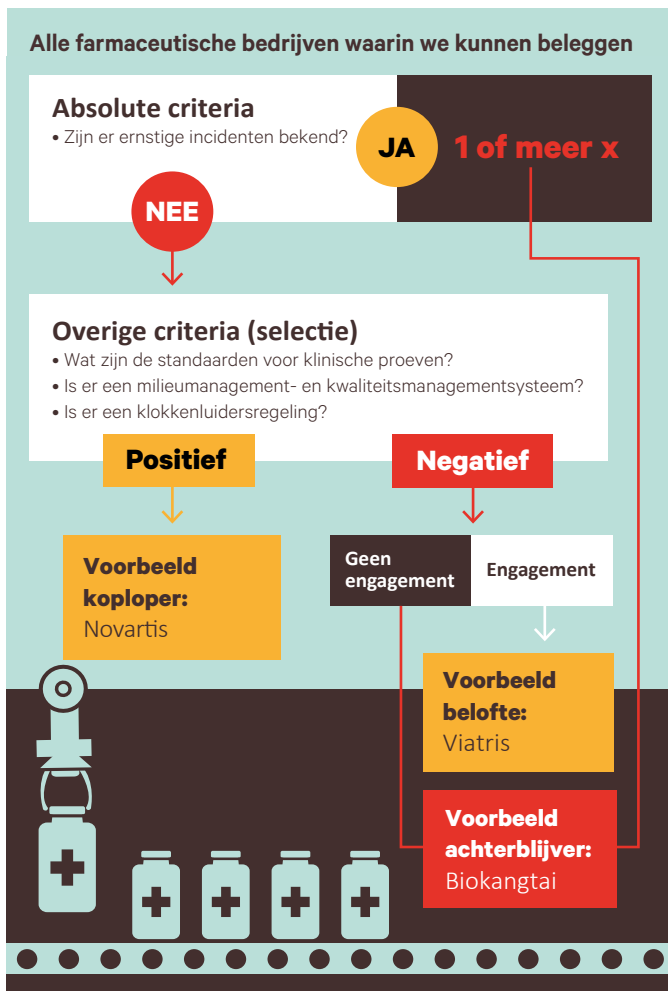 Alle farmaceutische bedrijven waarin we kunnen beleggen
Absolute criteria
• Zijn er ernstige incidenten bekend?
JA
1 of meer x
NEE
Overige criteria (selectie)
• Wat zijn de standaarden voor klinische proeven?
• Is er een milieumanagement- en kwaliteitsmanagementsysteem?
• Is er een klokkenluidersregeling?
Positief
Negatief
Voorbeeld
koploper:
Novartis
Geen
engagement
Engagement
Voorbeeld
belofte:
Viatris
Voorbeeld
achterblijver:
Biokangtai